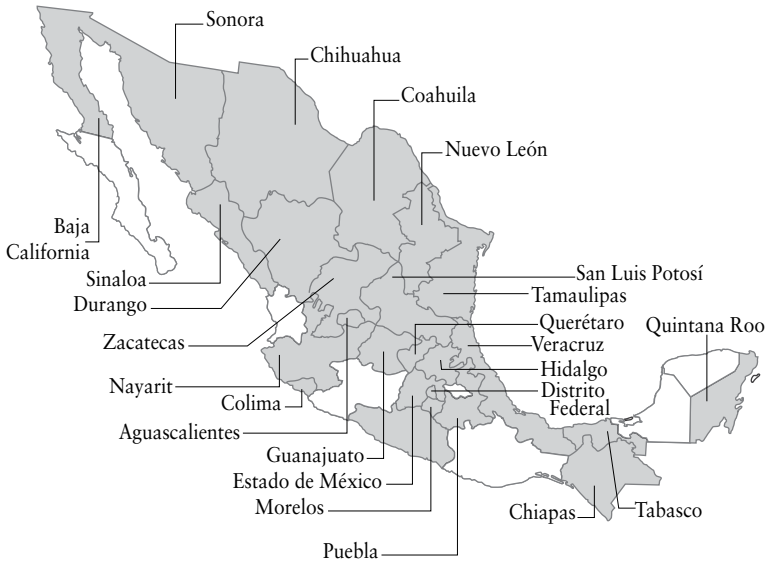 Sonora
Chihuahua
Coahuila
Nuevo León
Baja
California
Sinaloa
Durango
Zacatecas
Nayarit
Colima
Aguascalientes
Guanajuato
Estado de México
Morelos
Puebla
San Luis Potosí
Tamaulipas
Querétaro
Veracruz
Hidalgo
Distrito
Federal
Quintana Roo
Chiapas
Tabasco